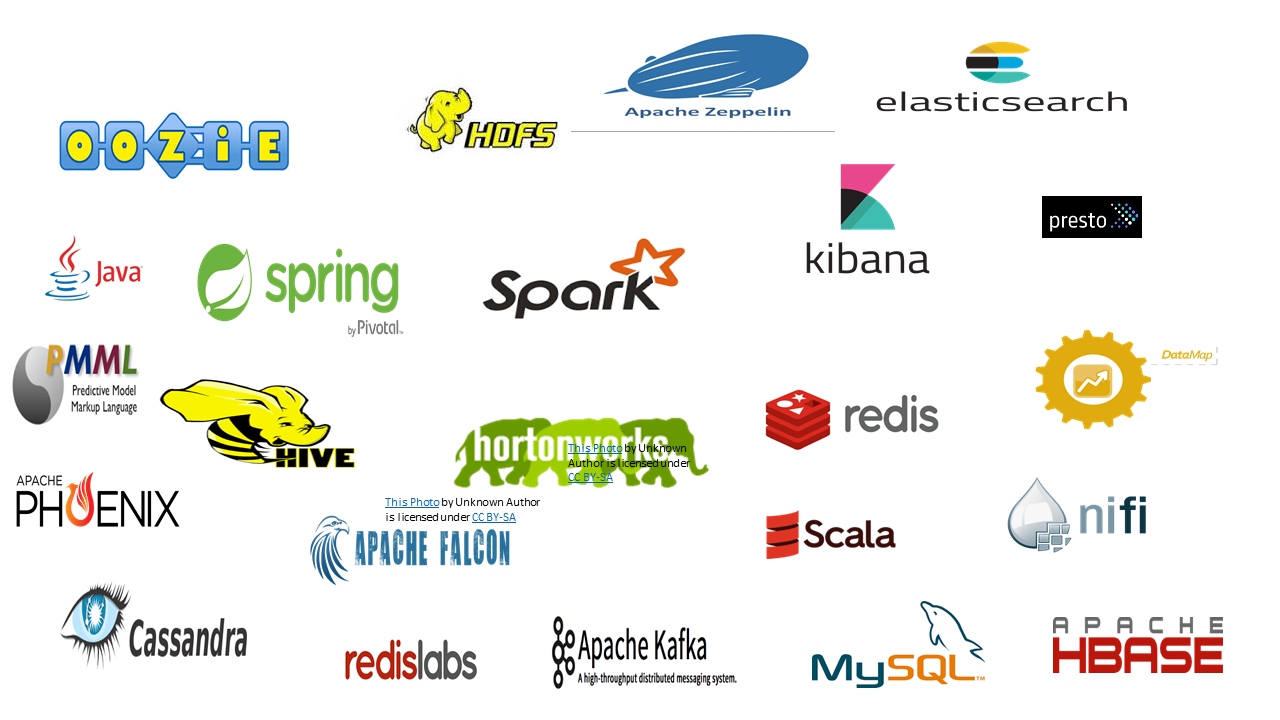 Apache Zeppelin
elasticsearch
OOZiE
HDFS
kibana
presto
Java™
spring
by Pivotal™
Spark
PMML
Predictive Model
Markup Language
DataMap
HIVE
redis
hortonworks
This Photo by Unknown
Author is licensed under
CC BY-SA
APACHE
PHOENIX
This Photo by Unknown Author
is licensed under CC BY-SA
APACHE FALCON
Scala
nifi
Cassandra
redislabs
Apache Kafka
A high-throughput distributed messaging system.
MySQL™
APACHE
HBASE